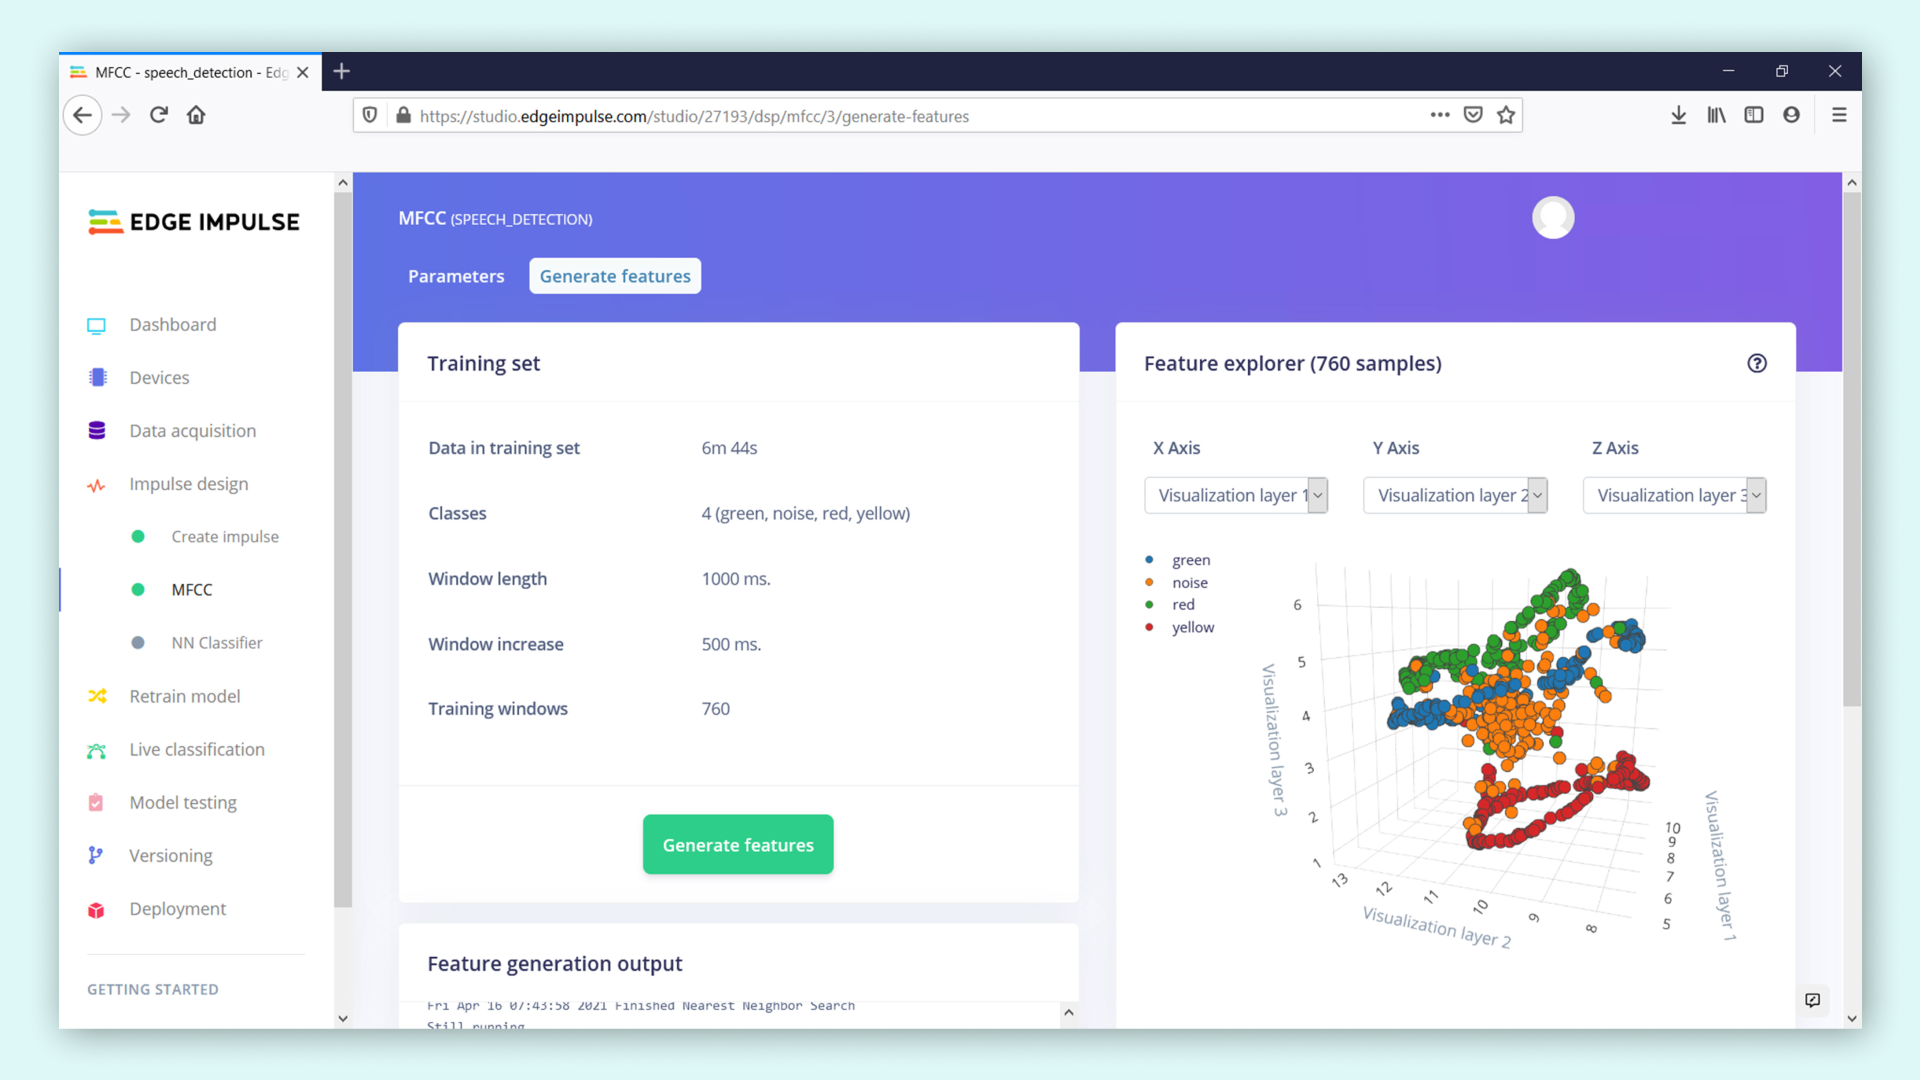 MFCC - speech_detection - Edg
https://studio.edgeimpulse.com/studio/27193/dsp/mfcc/3/generate-features
EDGE IMPULSE
Dashboard
Devices
Data acquisition
Impulse design
Create impulse
MFCC
NN Classifier
Retrain model
Live classification
Model testing
Versioning
Deployment
GETTING STARTED
MFCC (SPEECH_DETECTION)
Parameters
Generate features
Training set
Data in training set 6m 44s
Classes 4 (green, noise, red, yellow)
Window length 1000 ms.
Window increase 500 ms.
Training windows 760
Generate features
Feature generation output
Fri Apr 16 07:43:58 2021 Finished Nearest Neighbor Search
Still running
Feature explorer (760 samples)
X Axis Y Axis Z Axis
Visualization layer 1 Visualization layer 2 Visualization layer 3
green
noise
red
yellow
6
5
4
3
2
1
Visualization layer 3
13
12
11
10
9
8
Visualization layer 2
10
9
8
7
6
5
Visualization layer 1